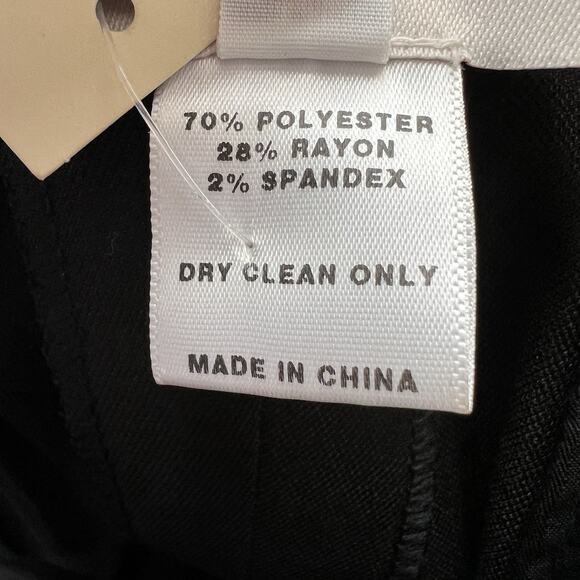 70% POLYESTER
28% RAYON
2% SPANDEX
DRY CLEAN ONLY
MADE IN CHINA